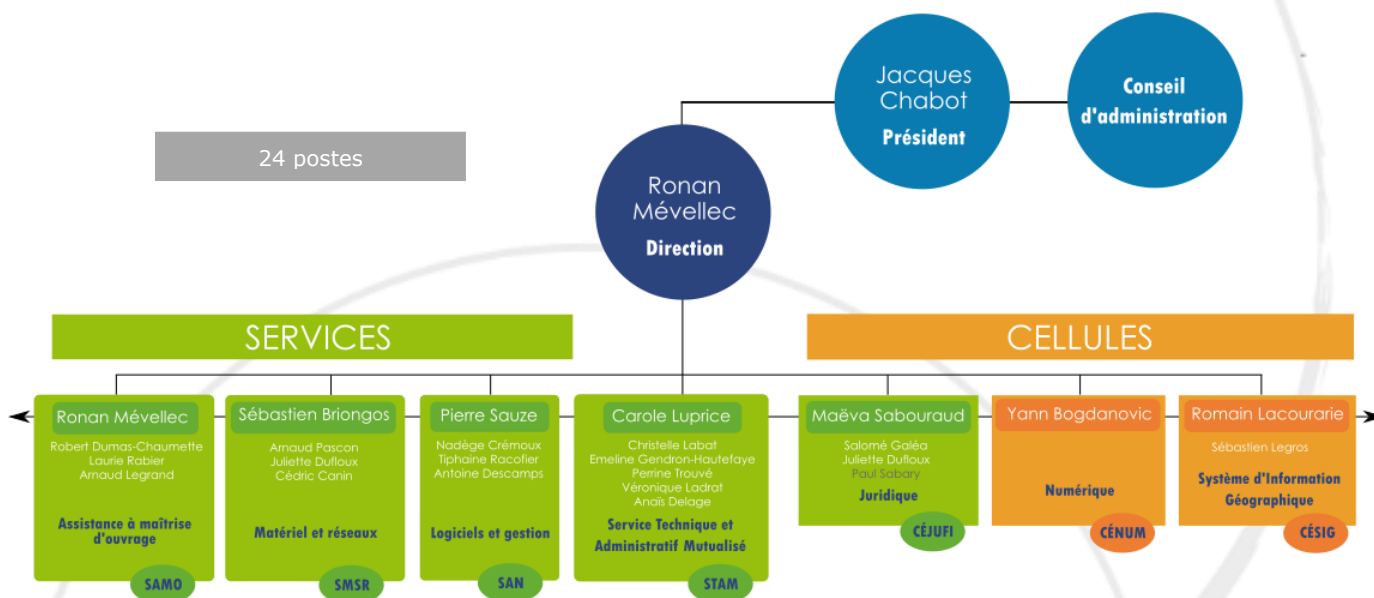 Jacques
Chabot
Président
Conseil
d'administration
24 postes
Ronan
Mévellec
Direction
SERVICES
CELLULES
Ronan Mévellec
Robert Dumas-Chaumette
Laurie Rabier
Arnaud Legrand
Assistance à maîtrise
d'ouvrage
SAMO
Sébastien Briongos
Arnaud Pascon
Juliette Dufloux
Cédric Canin
Matériel et réseaux
SMSR
Pierre Sauze
Nadège Crémoux
Tiphaine Racofier
Antoine Descamps
Logiciels et gestion
SAN
Carole Luprice
Christelle Labat
Emeline Gendron-Hautefaye
Perrine Trouvé
Véronique Ladrat
Anaïs Delage
Service Technique et
Administratif Mutualisé
STAM
Maëva Sabouraud
Salomé Galéa
Juliette Dufloux
Paul Sabary
Juridique
CÉJUFI
Yann Bogdanovic
Numérique
CÉNUM
Romain Lacourarie
Sébastien Legros
Système d'Information
Géographique
CÉSIG